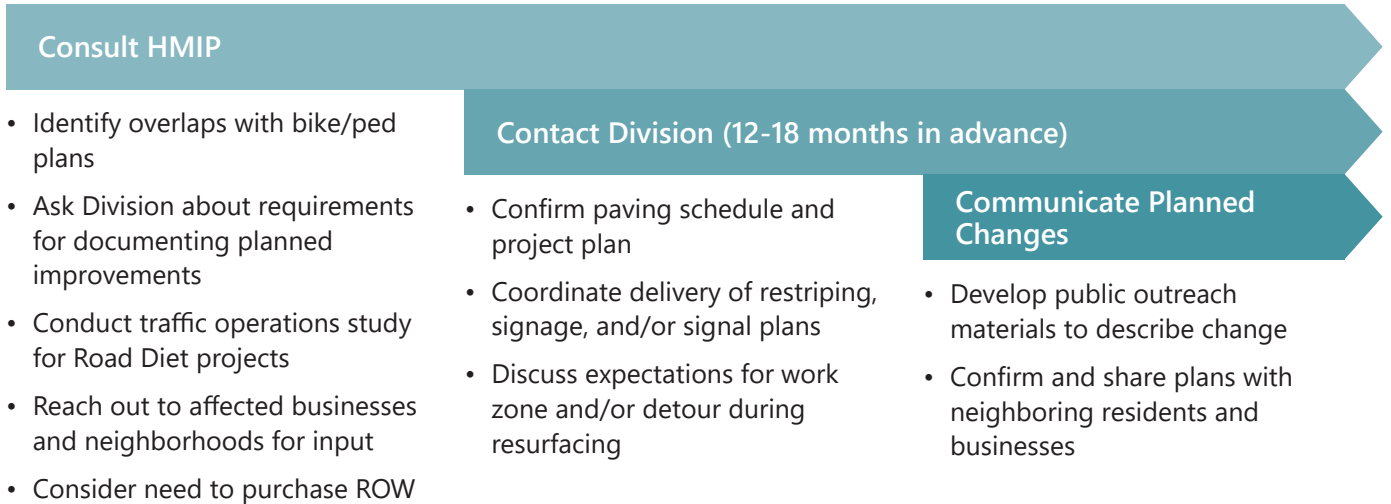 Consult HMIP
• Identify overlaps with bike/ped
plans
• Ask Division about requirements
for documenting planned
improvements
• Conduct traffic operations study
for Road Diet projects
• Reach out to affected businesses
and neighborhoods for input
• Consider need to purchase ROW
Contact Division (12-18 months in advance)
• Confirm paving schedule and
project plan
• Coordinate delivery of restriping,
signage, and/or signal plans
• Discuss expectations for work
zone and/or detour during
resurfacing
Communicate Planned
Changes
• Develop public outreach
materials to describe change
• Confirm and share plans with
neighboring residents and
businesses